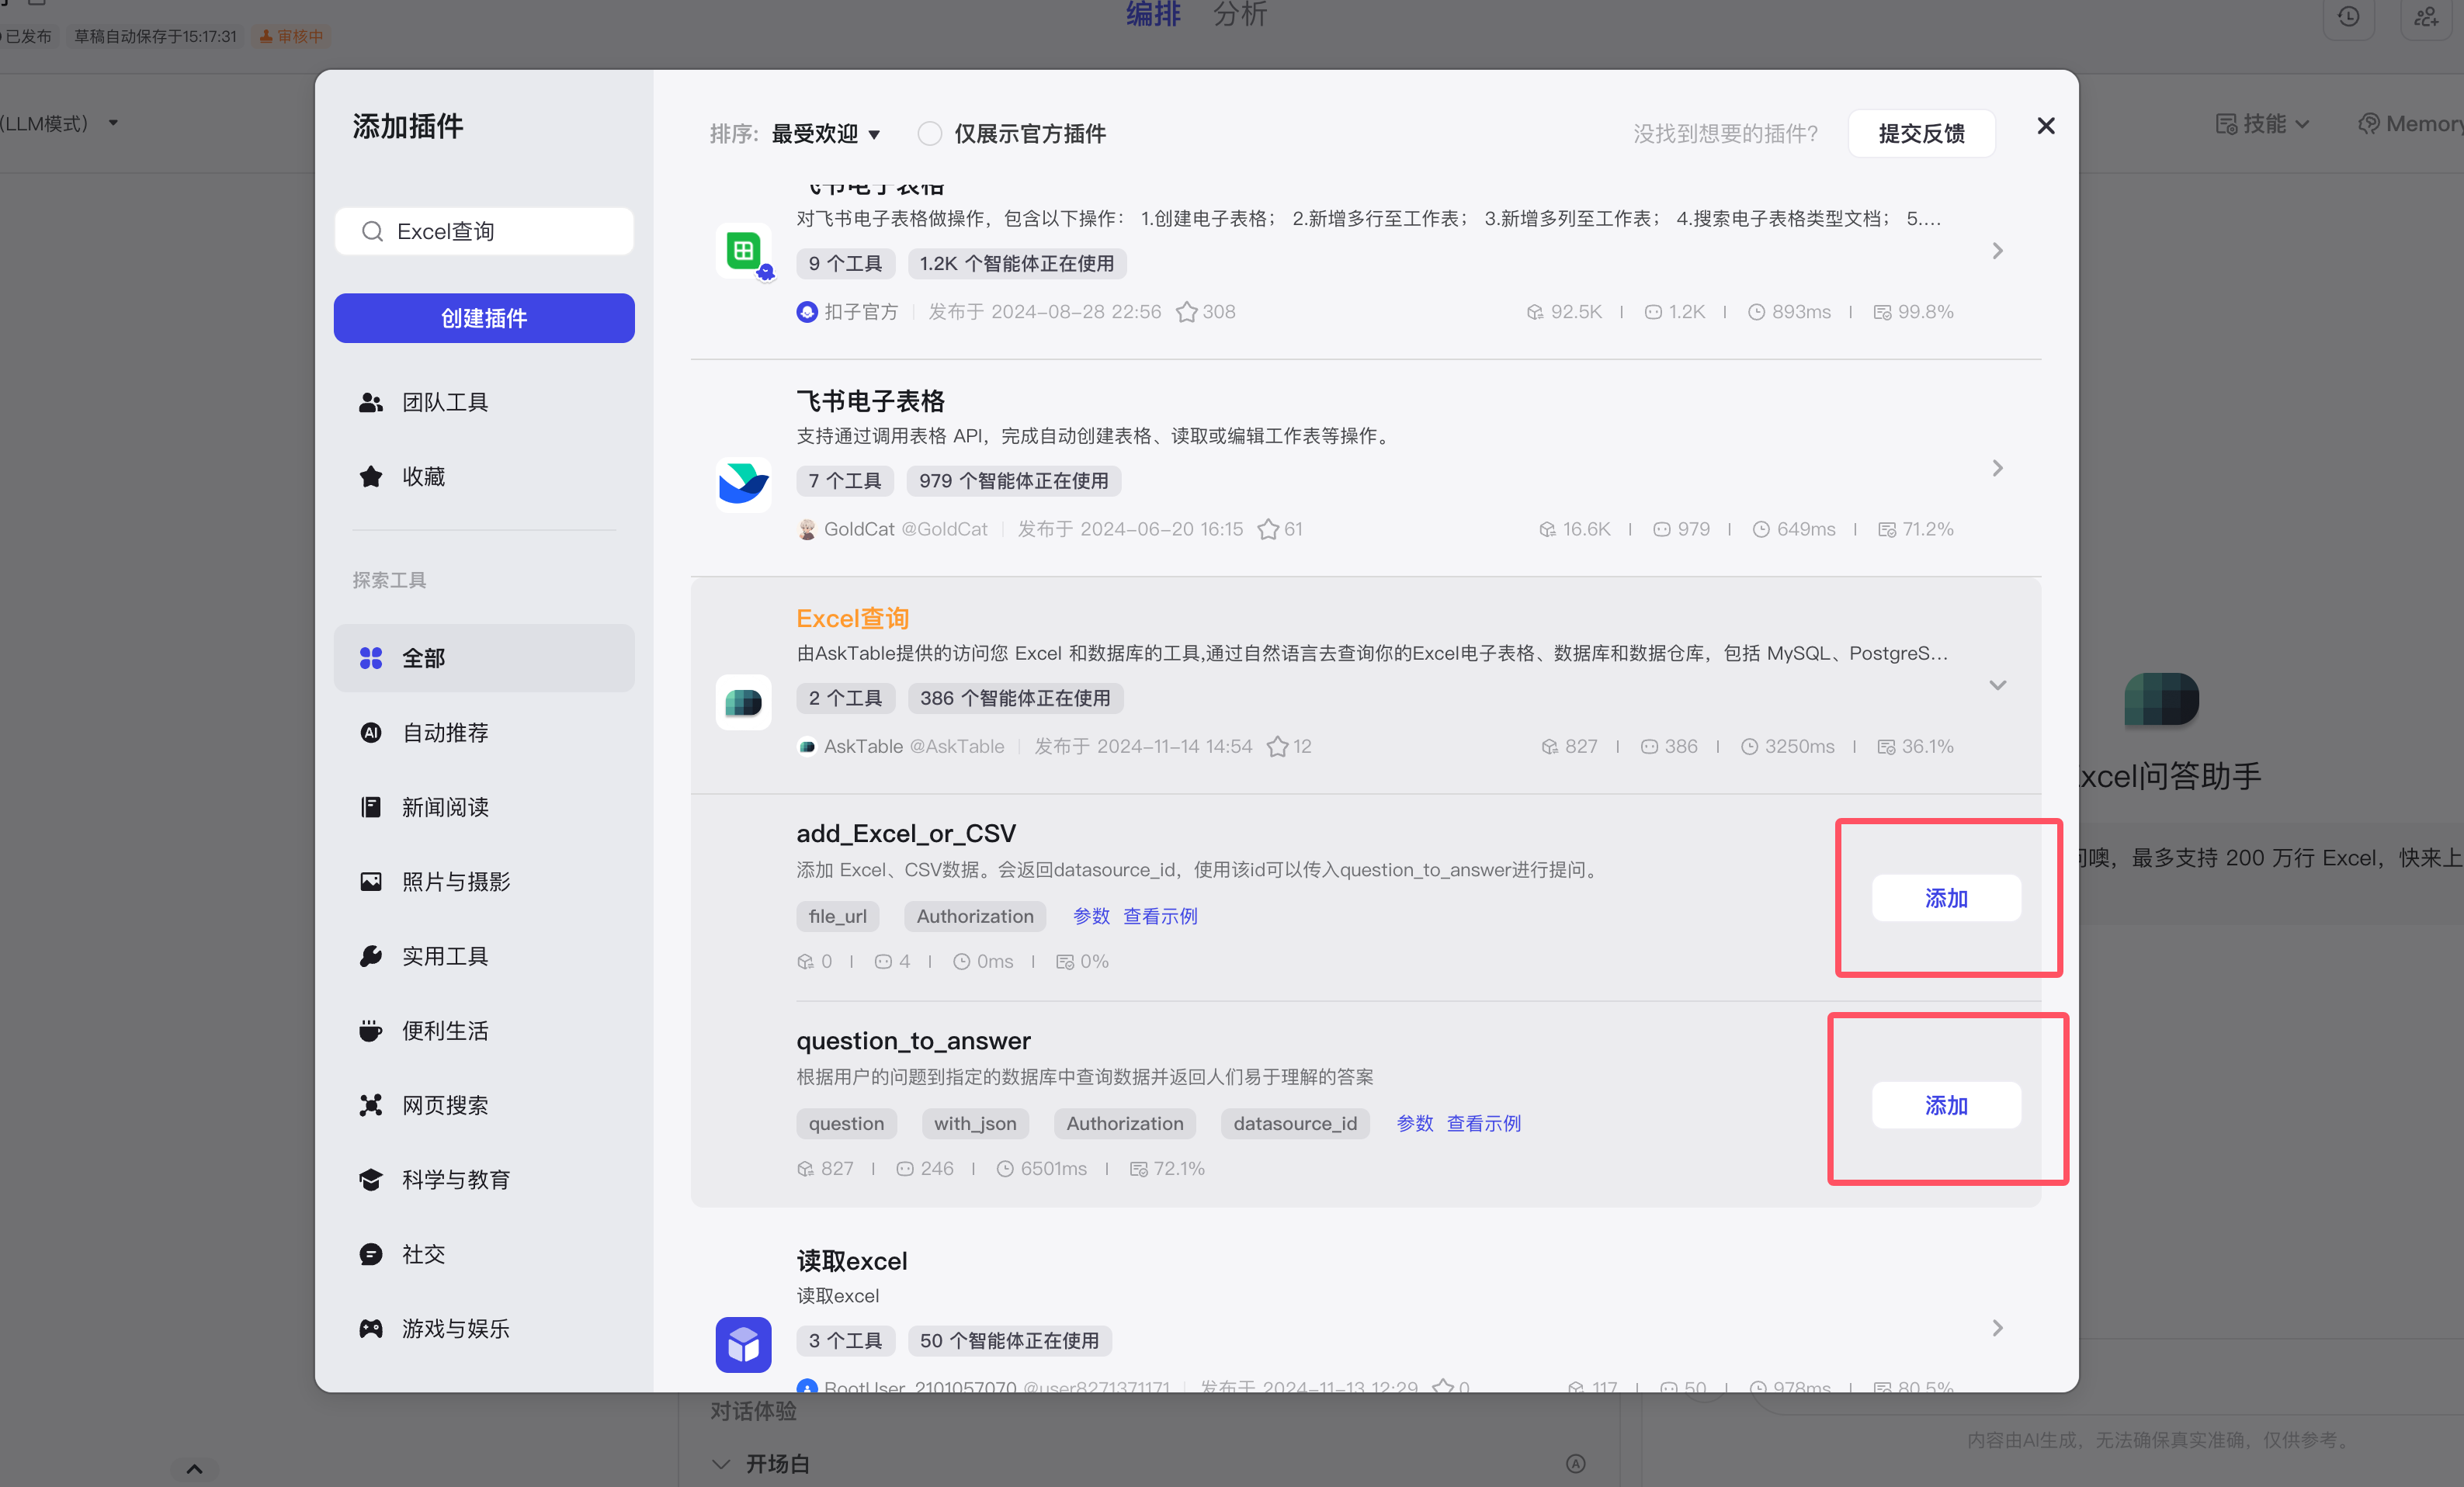 编排 分析
已发布 草稿自动保存于15:17:31 审核中
(LLM模式)
技能
Memory
添加插件
排序: 最受欢迎 仅展示官方插件
没找到想要的插件? 提交反馈
Excel查询
创建插件
团队工具
收藏
探索工具
全部
自动推荐
新闻阅读
照片与摄影
实用工具
便利生活
网页搜索
科学与教育
社交
游戏与娱乐
飞书电子表格
对飞书电子表格做操作，包含以下操作： 1.创建电子表格； 2.新增多行至工作表； 3.新增多列至工作表； 4.搜索电子表格类型文档； 5....
9 个工具 1.2K 个智能体正在使用
扣子官方 发布于 2024-08-28 22:56 308 92.5K 1.2K 893ms 99.8%
飞书电子表格
支持通过调用表格 API，完成自动创建表格、读取或编辑工作表等操作。
7 个工具 979 个智能体正在使用
GoldCat @GoldCat 发布于 2024-06-20 16:15 61 16.6K 979 649ms 71.2%
Excel查询
由AskTable提供的访问您 Excel 和数据库的工具,通过自然语言去查询你的Excel电子表格、数据库和数据仓库，包括 MySQL、PostgreS...
2 个工具 386 个智能体正在使用
AskTable @AskTable 发布于 2024-11-14 14:54 12 827 386 3250ms 36.1%
add_Excel_or_CSV
添加 Excel、CSV数据。会返回datasource_id，使用该id可以传入question_to_answer进行提问。
file_url Authorization 参数 查看示例
0 4 0ms 0%
添加
question_to_answer
根据用户的问题到指定的数据库中查询数据并返回人们易于理解的答案
question with_json Authorization datasource_id 参数 查看示例
827 246 6501ms 72.1%
添加
读取excel
读取excel
3 个工具 50 个智能体正在使用
RootUser_2101057070 @user8271371171 发布于 2024-11-13 12:29 0 117 50 978ms 80.5%
xcel问答助手
问噢，最多支持 200 万行 Excel，快来上
对话体验
开场白
内容由AI生成，无法确保真实准确，仅供参考。